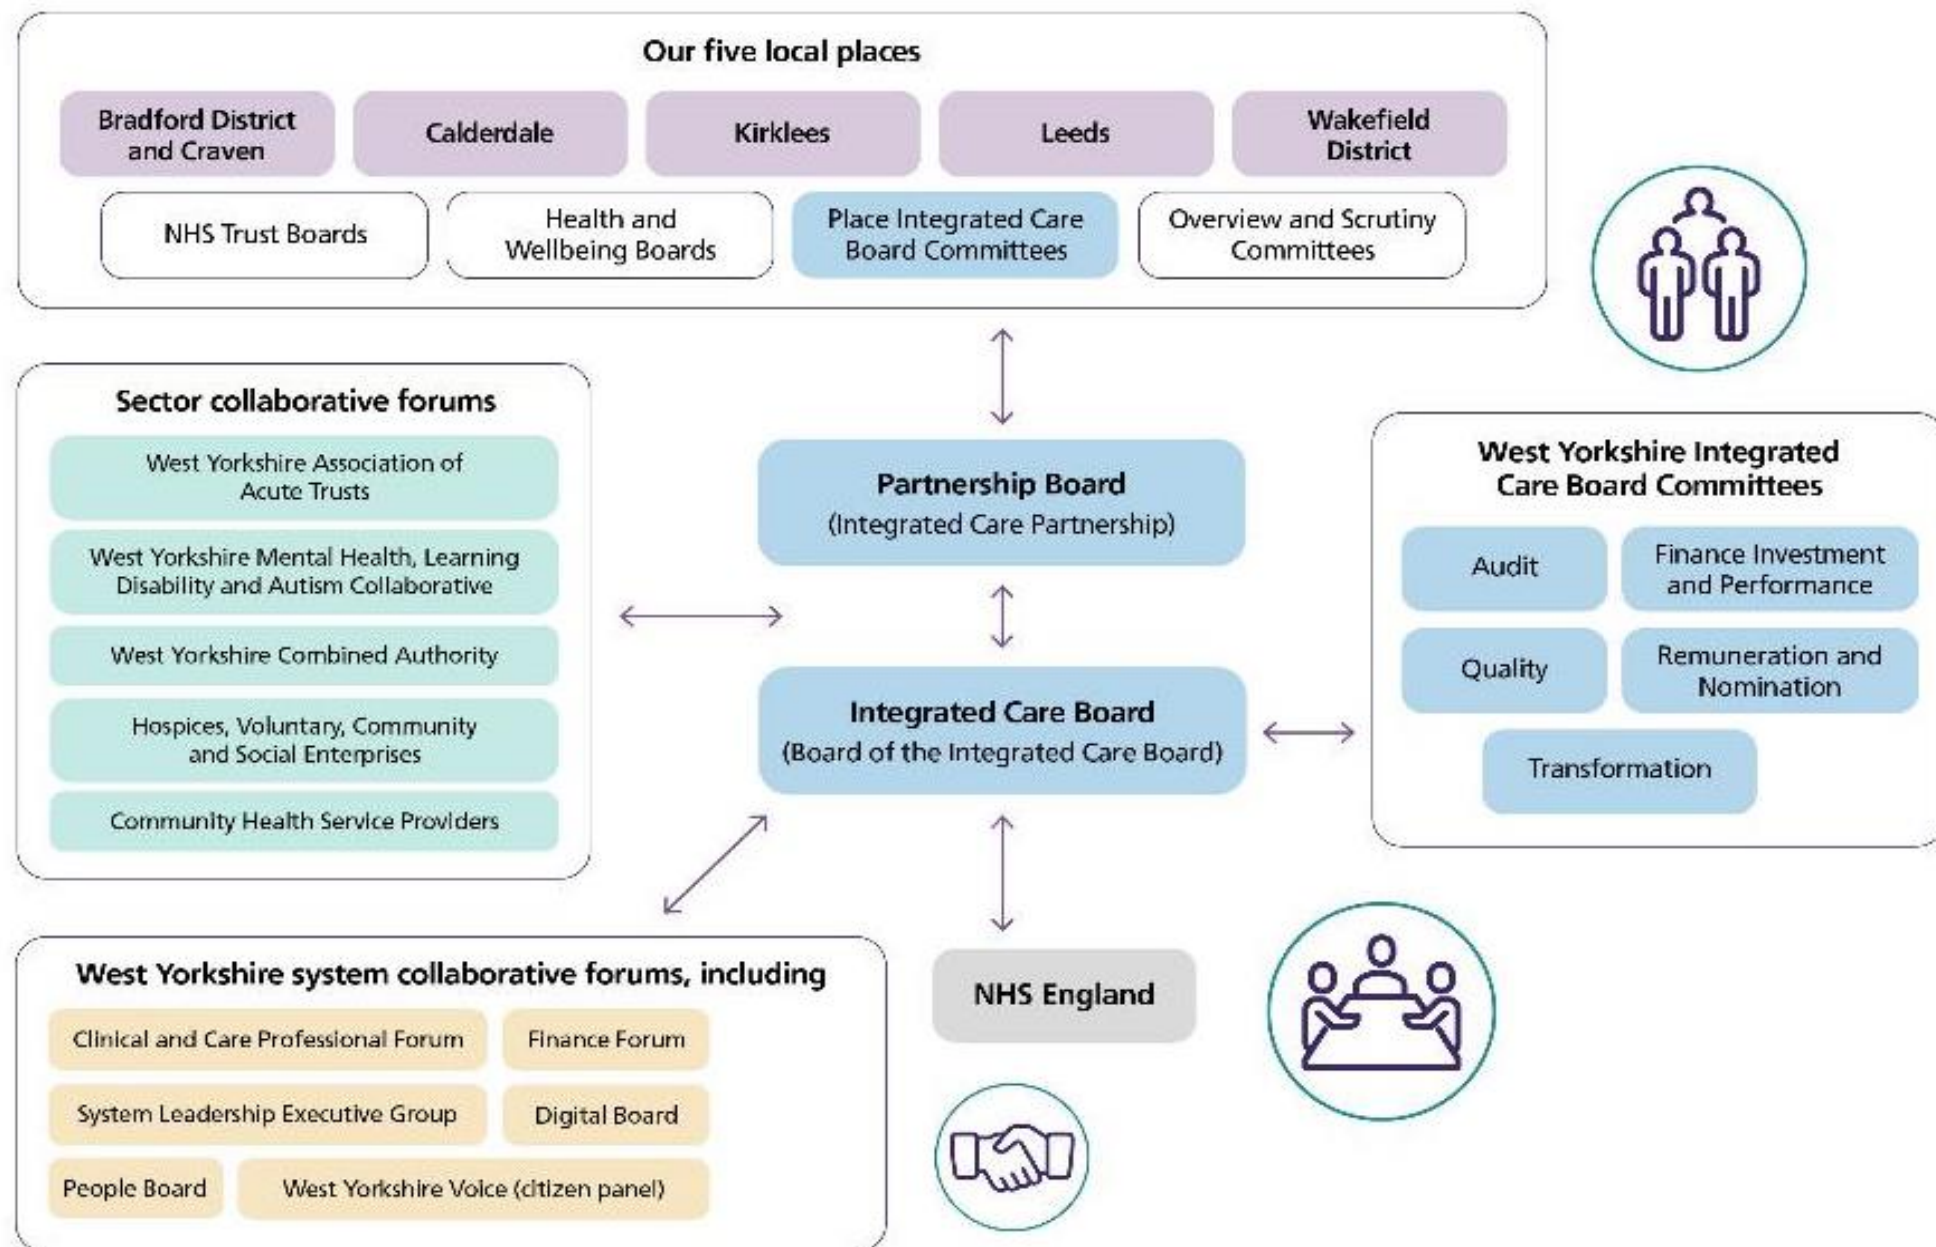 Our five local places
Bradford District
and Craven
Calderdale
Kirklees
Leeds
Wakefield
District
NHS Trust Boards
Health and
Wellbeing Boards
Place Integrated Care
Board Committees
Overview and Scrutiny
Committees
Sector collaborative forums
West Yorkshire Association of
Acute Trusts
West Yorkshire Mental Health, Learning
Disability and Autism Collaborative
West Yorkshire Combined Authority
Hospices, Voluntary, Community
and Social Enterprises
Community Health Service Providers
Partnership Board
(Integrated Care Partnership)
Integrated Care Board
(Board of the Integrated Care Board)
West Yorkshire Integrated
Care Board Committees
Audit
Finance Investment
and Performance
Quality
Remuneration and
Nomination
Transformation
West Yorkshire system collaborative forums, including
Clinical and Care Professional Forum
Finance Forum
System Leadership Executive Group
Digital Board
People Board
West Yorkshire Voice (citizen panel)
NHS England